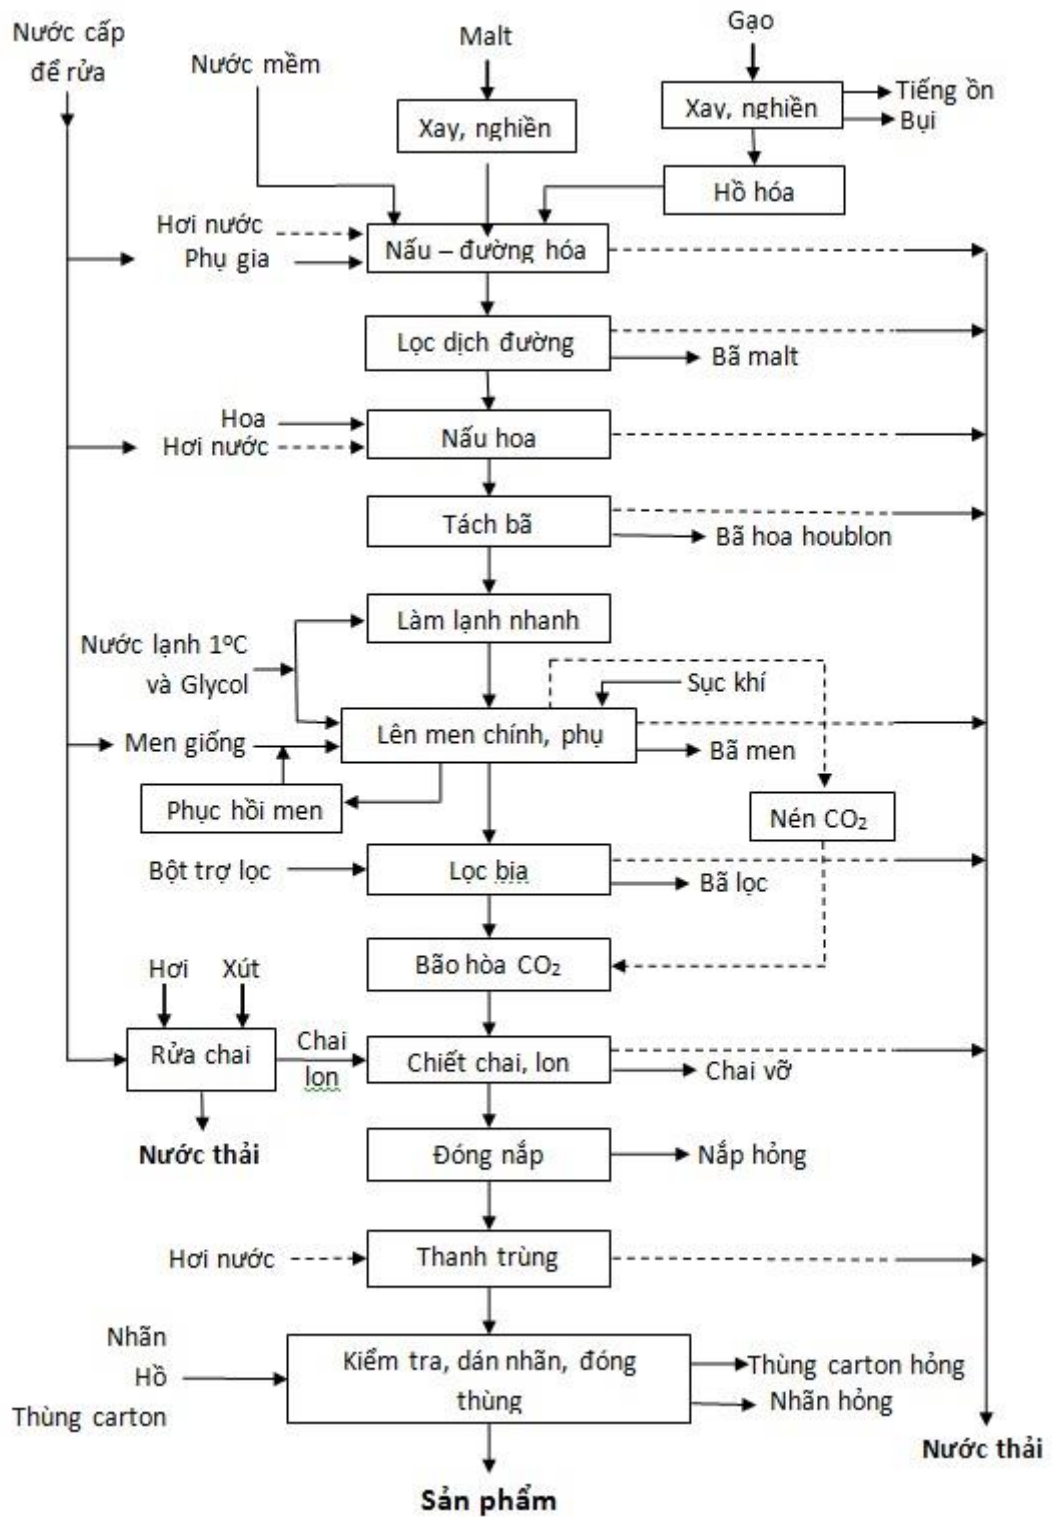 Nước cấp
để rửa
Nước mềm
Malt
Gạo
Xay, nghiền
Xay, nghiền
Tiếng ồn
Bụi
Hồ hóa
Hơi nước
Phụ gia
Nấu – đường hóa
Lọc dịch đường
Bã malt
Hoa
Hơi nước
Nấu hoa
Tách bã
Bã hoa houblon
Làm lạnh nhanh
Nước lạnh 1ºC
và Glycol
Sục khí
Men giống
Lên men chính, phụ
Bã men
Phục hồi men
Nén CO₂
Bột trợ lọc
Lọc bia
Bã lọc
Bão hòa CO₂
Hơi
Xút
Rửa chai
Chai
lon
Chiết chai, lon
Chai vỡ
Nước thải
Đóng nắp
Nắp hỏng
Hơi nước
Thanh trùng
Nhãn
Hồ
Thùng carton
Kiểm tra, dán nhãn, đóng
thùng
Thùng carton hỏng
Nhãn hỏng
Nước thải
Sản phẩm